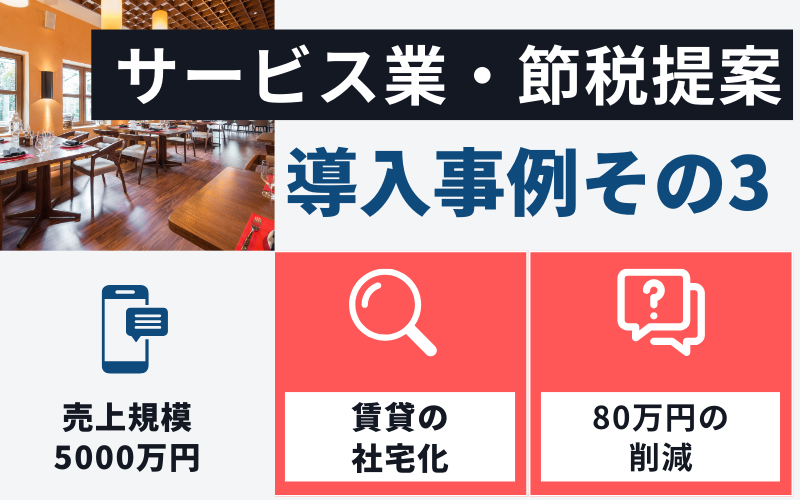 サービス業・節税提案
導入事例その3
売上規模
5000万円
賃貸の
社宅化
80万円の
削減